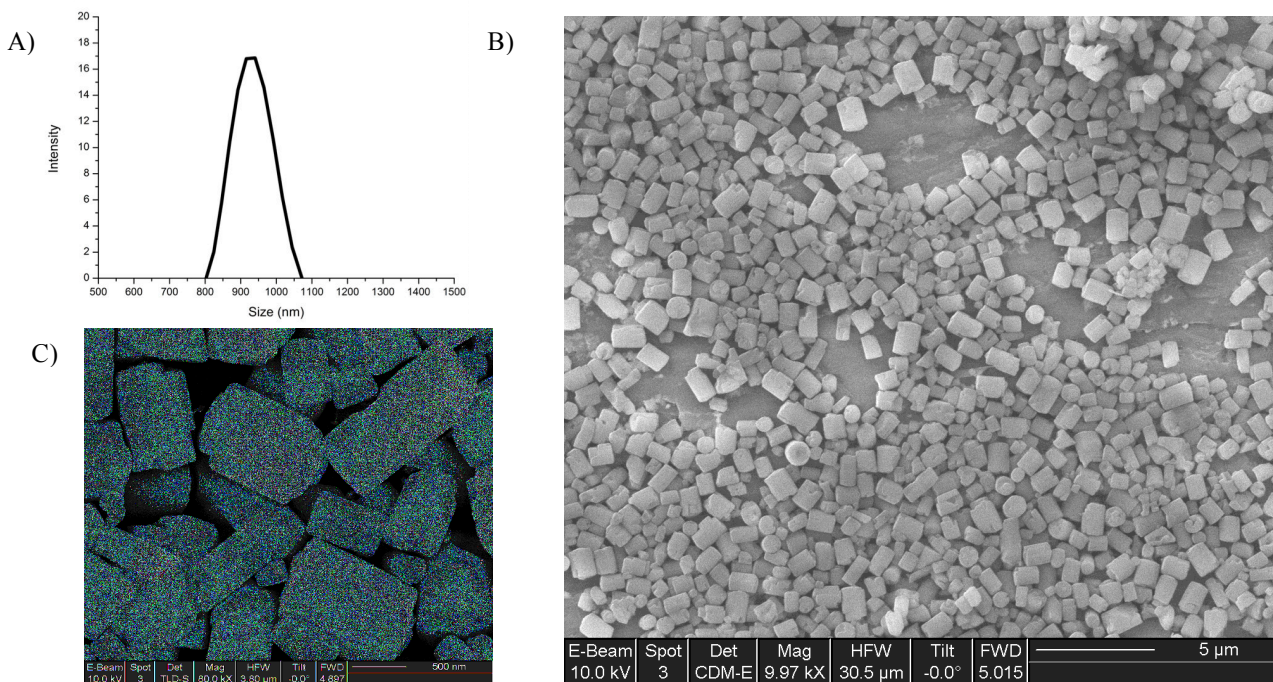 A)
20
18
16
14
12
10
8
6
4
2
0
Intensity
500 600 700 800 900 1000 1100 1200 1300 1400 1500
Size (nm)
B)
E-Beam Spot Det Mag HFW Tilt FWD 5 µm
10.0 kV 3 CDM-E 9.97 kX 30.5 µm -0.0° 5.015
C)
E-Beam Spot Det Mag HFW Tilt FWD 500 nm
10.0 kV 3 TLD-S 80.0 kX 3.80 µm -0.0° 4.897